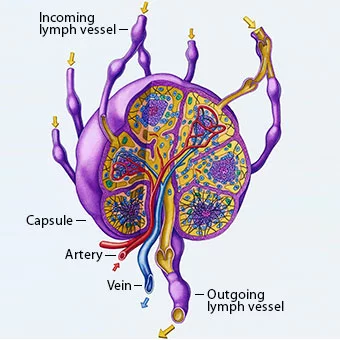 Incoming
lymph vessel
Capsule
Artery
Vein
Outgoing
lymph vessel